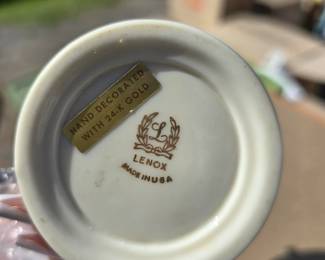 HAND DECORATED
WITH 24-K GOLD
L
LENOX
MADE IN USA